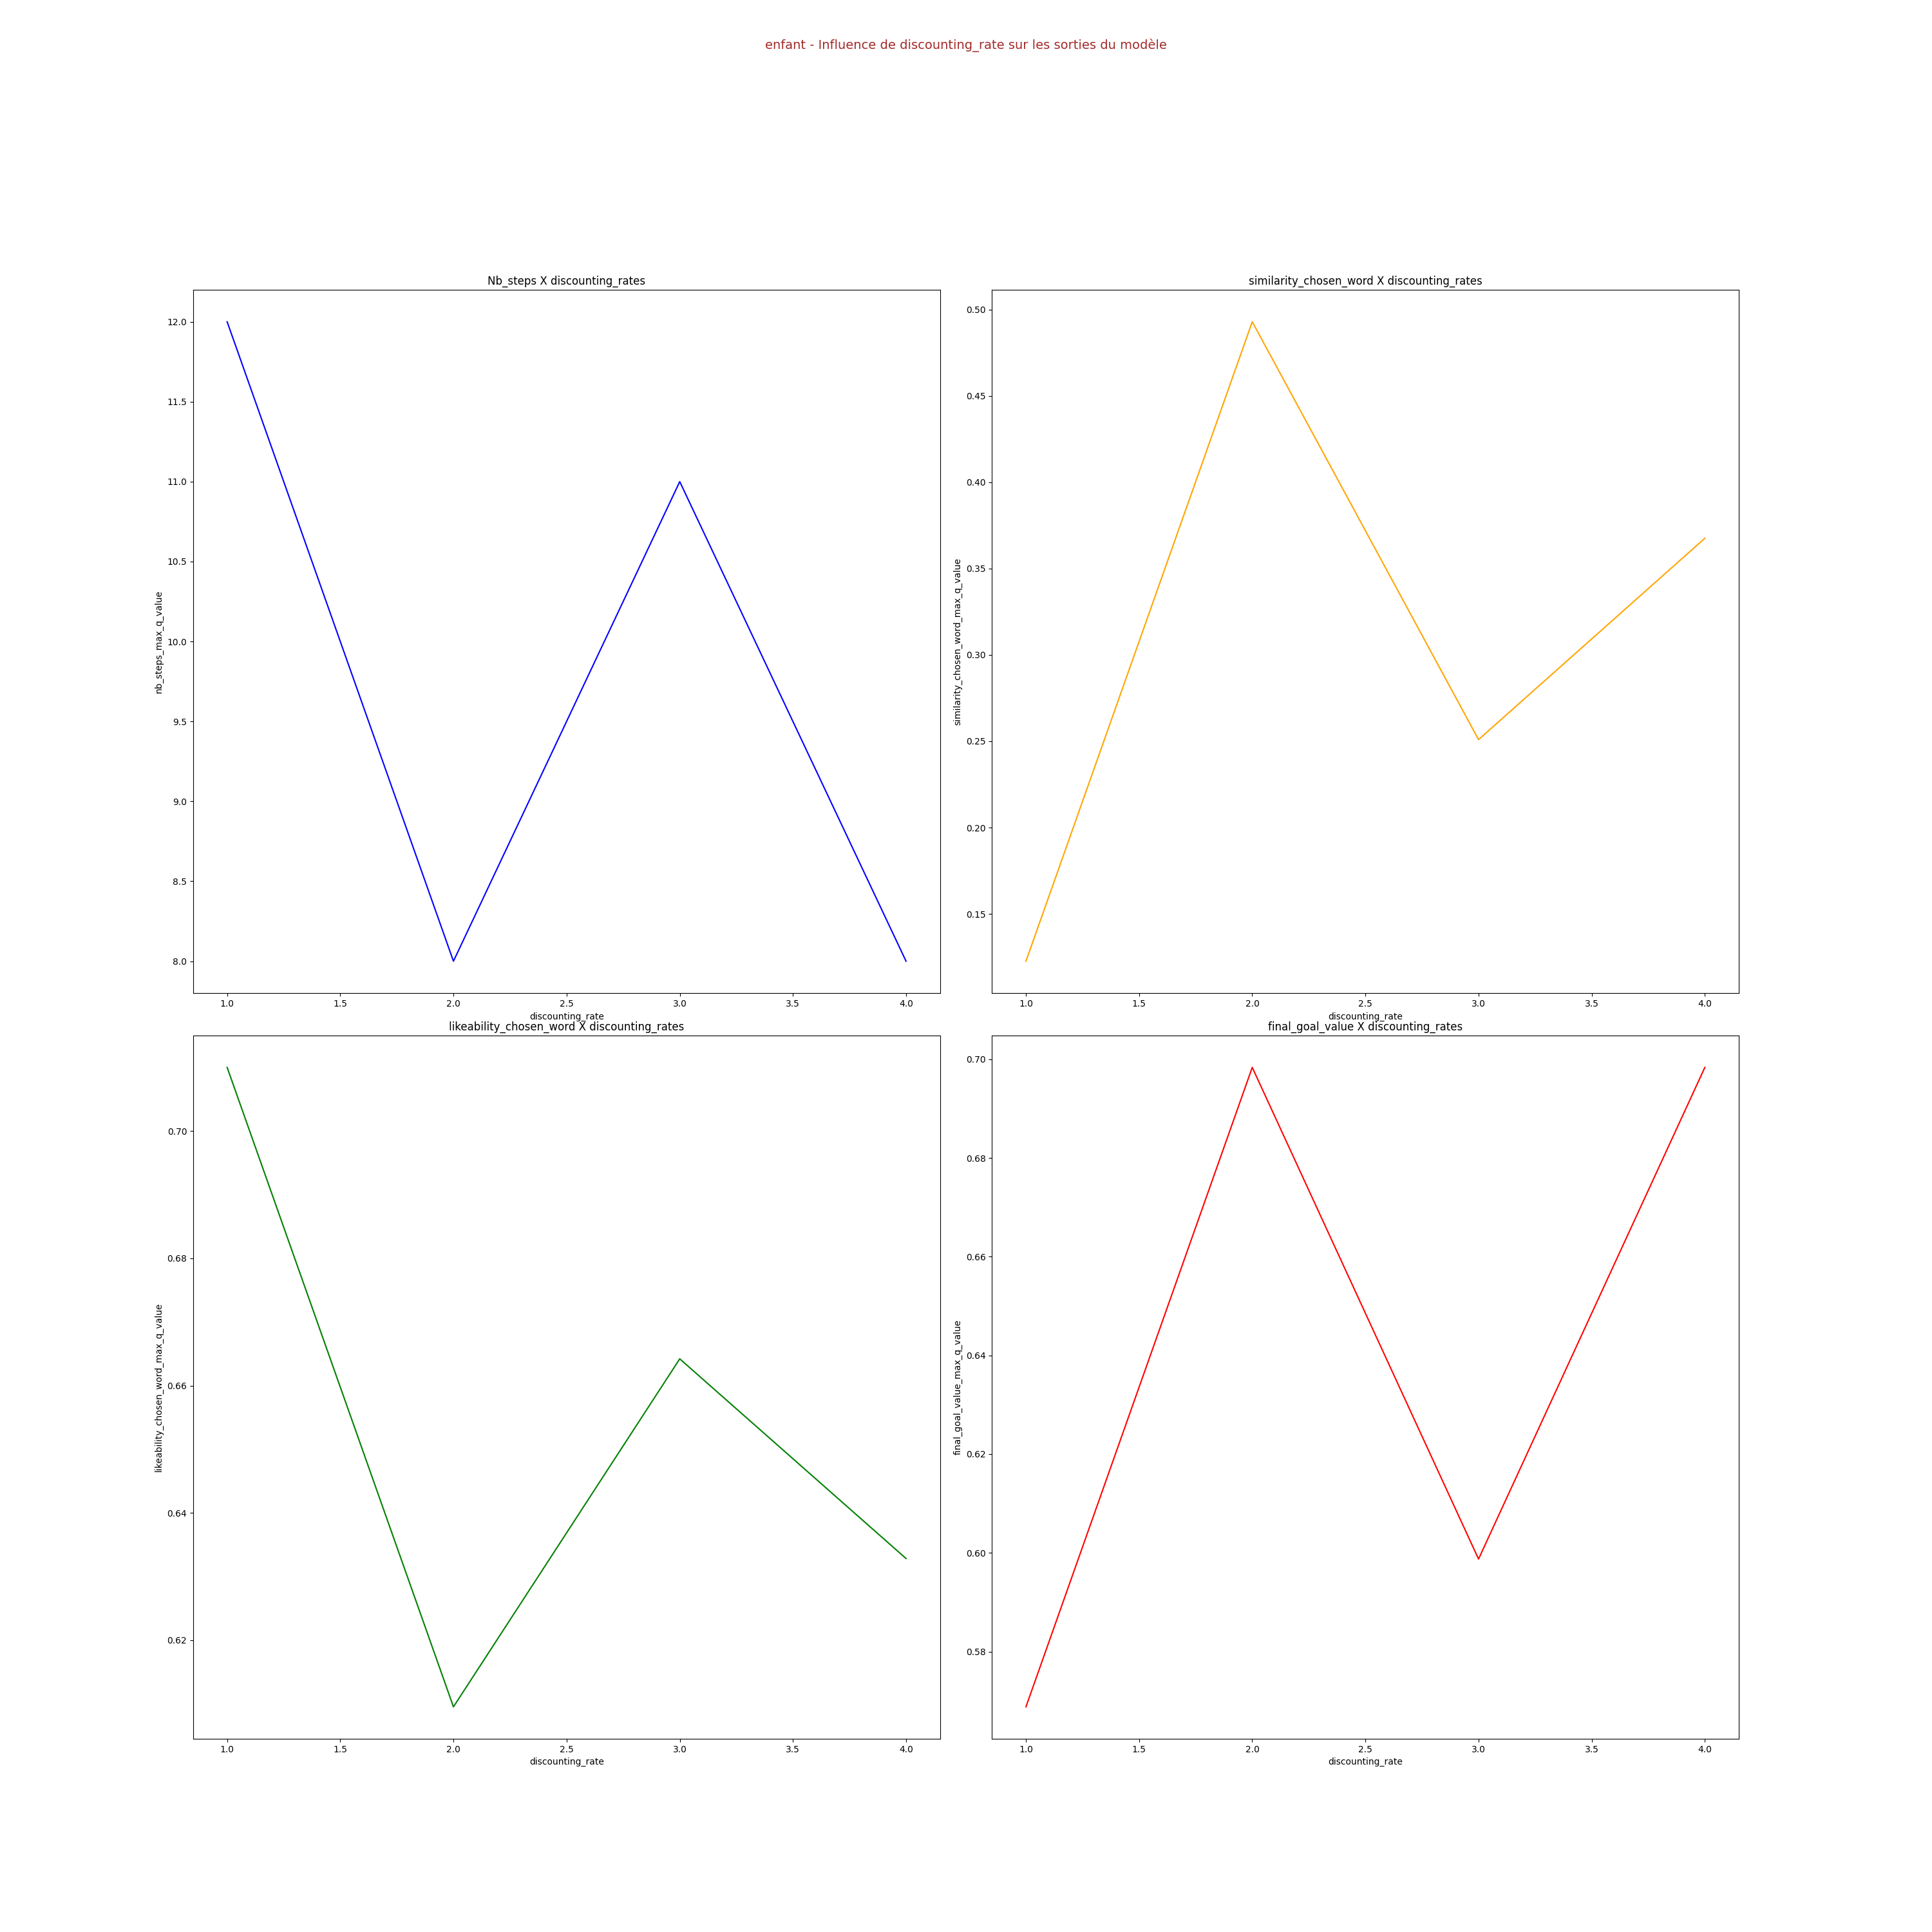 enfant - Influence de discounting_rate sur les sorties du modèle
Nb_steps X discounting_rates
12.0
11.5
11.0
10.5
10.0
9.5
9.0
8.5
8.0
nb_steps_max_q_value
1.0 1.5 2.0 2.5 3.0 3.5 4.0
discounting_rate
similarity_chosen_word X discounting_rates
0.50
0.45
0.40
0.35
0.30
0.25
0.20
0.15
similarity_chosen_word_max_q_value
1.0 1.5 2.0 2.5 3.0 3.5 4.0
discounting_rate
likeability_chosen_word X discounting_rates
0.70
0.68
0.66
0.64
0.62
likeability_chosen_word_max_q_value
1.0 1.5 2.0 2.5 3.0 3.5 4.0
discounting_rate
final_goal_value X discounting_rates
0.70
0.68
0.66
0.64
0.62
0.60
0.58
final_goal_value_max_q_value
1.0 1.5 2.0 2.5 3.0 3.5 4.0
discounting_rate